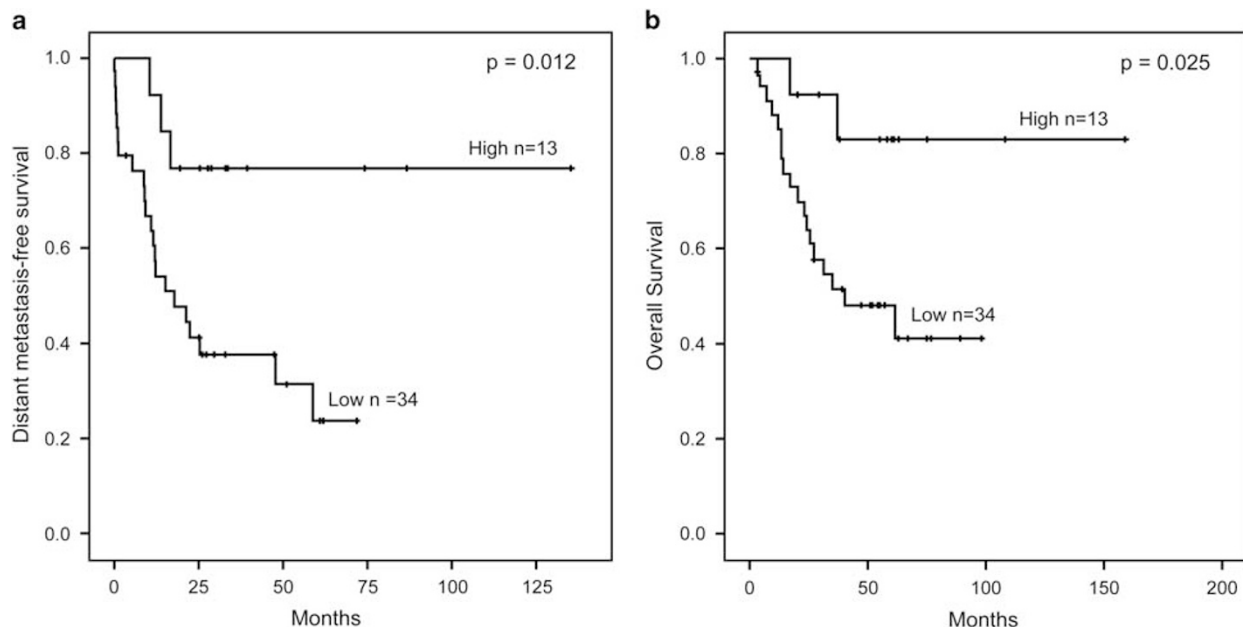 a
p = 0.012
High n=13
Low n =34
Distant metastasis-free survival
1.0
0.8
0.6
0.4
0.2
0.0
0 25 50 75 100 125
Months
b
p = 0.025
High n=13
Low n=34
Overall Survival
1.0
0.8
0.6
0.4
0.2
0.0
0 50 100 150 200
Months